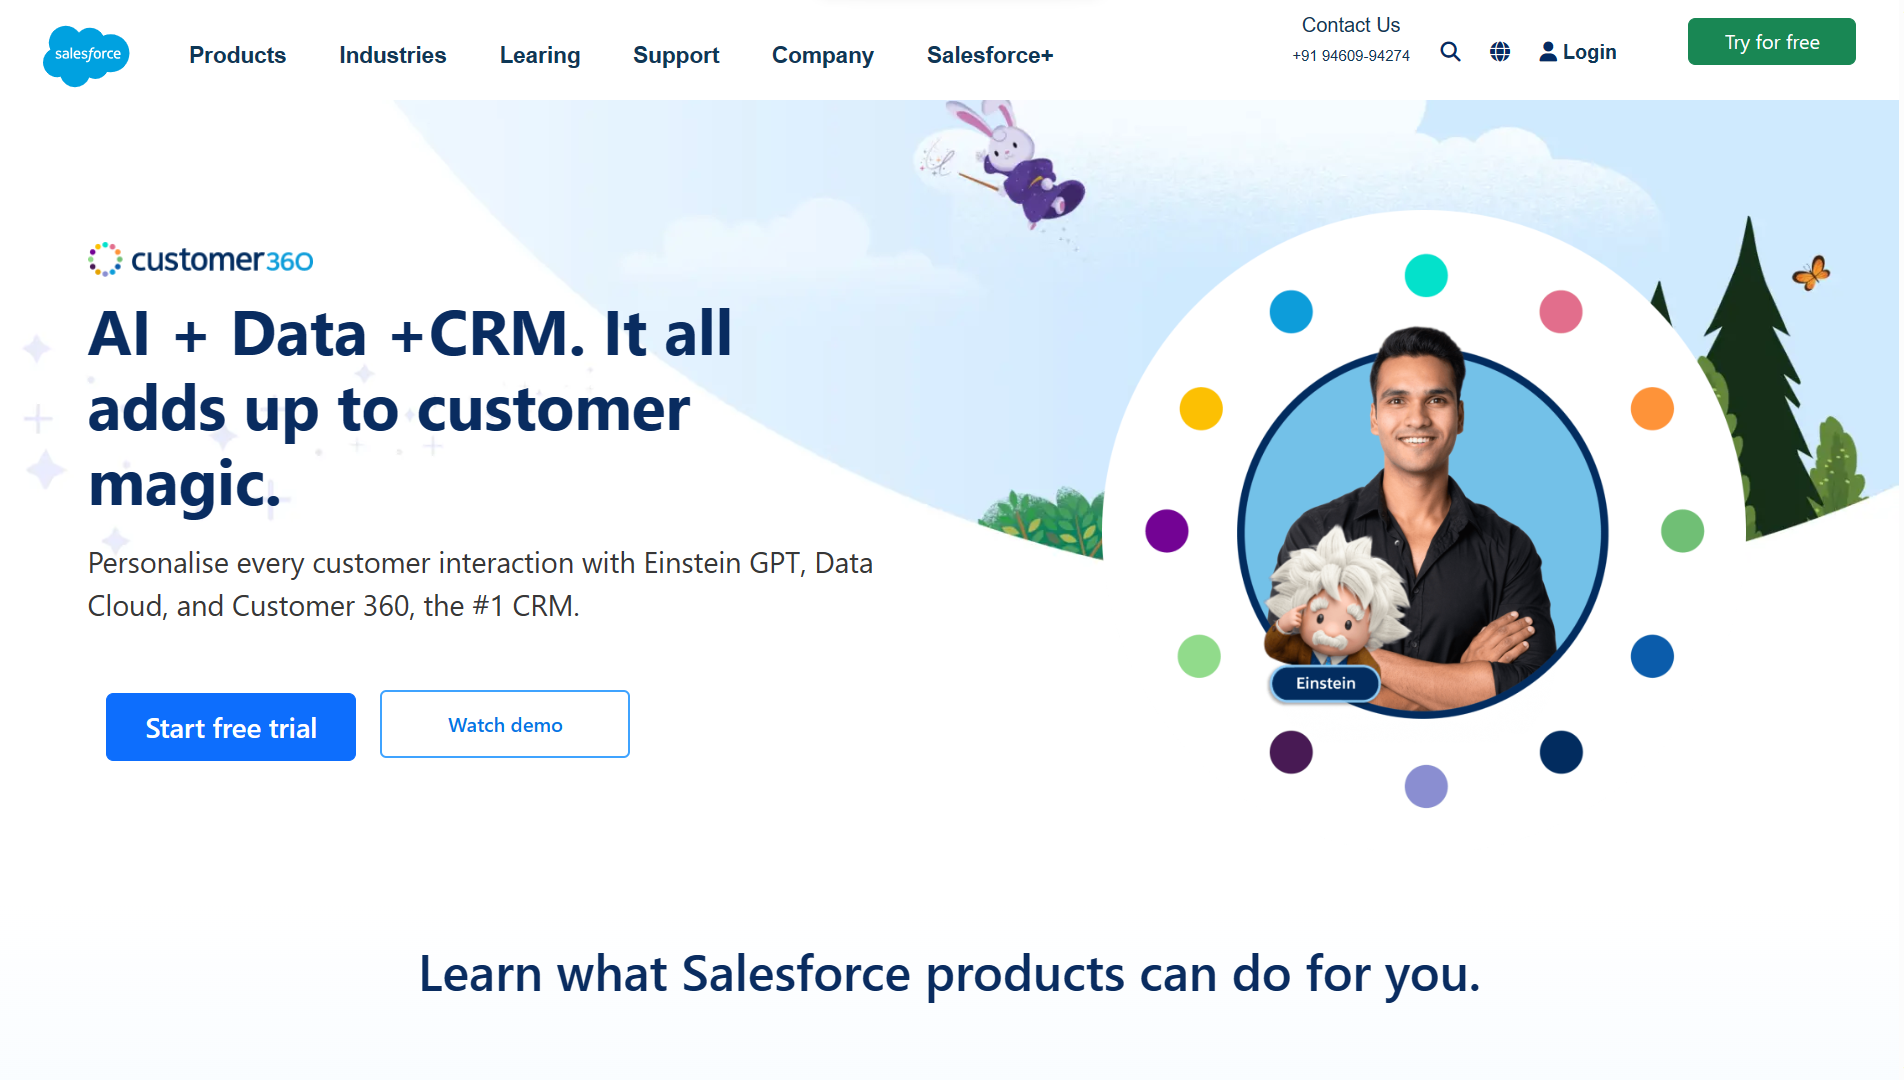 salesforce
Products Industries Learing Support Company Salesforce+
Contact Us
+91 94609-94274
Login
Try for free
customer360
AI + Data +CRM. It all
adds up to customer
magic.
Personalise every customer interaction with Einstein GPT, Data
Cloud, and Customer 360, the #1 CRM.
Start free trial
Watch demo
Einstein
Learn what Salesforce products can do for you.